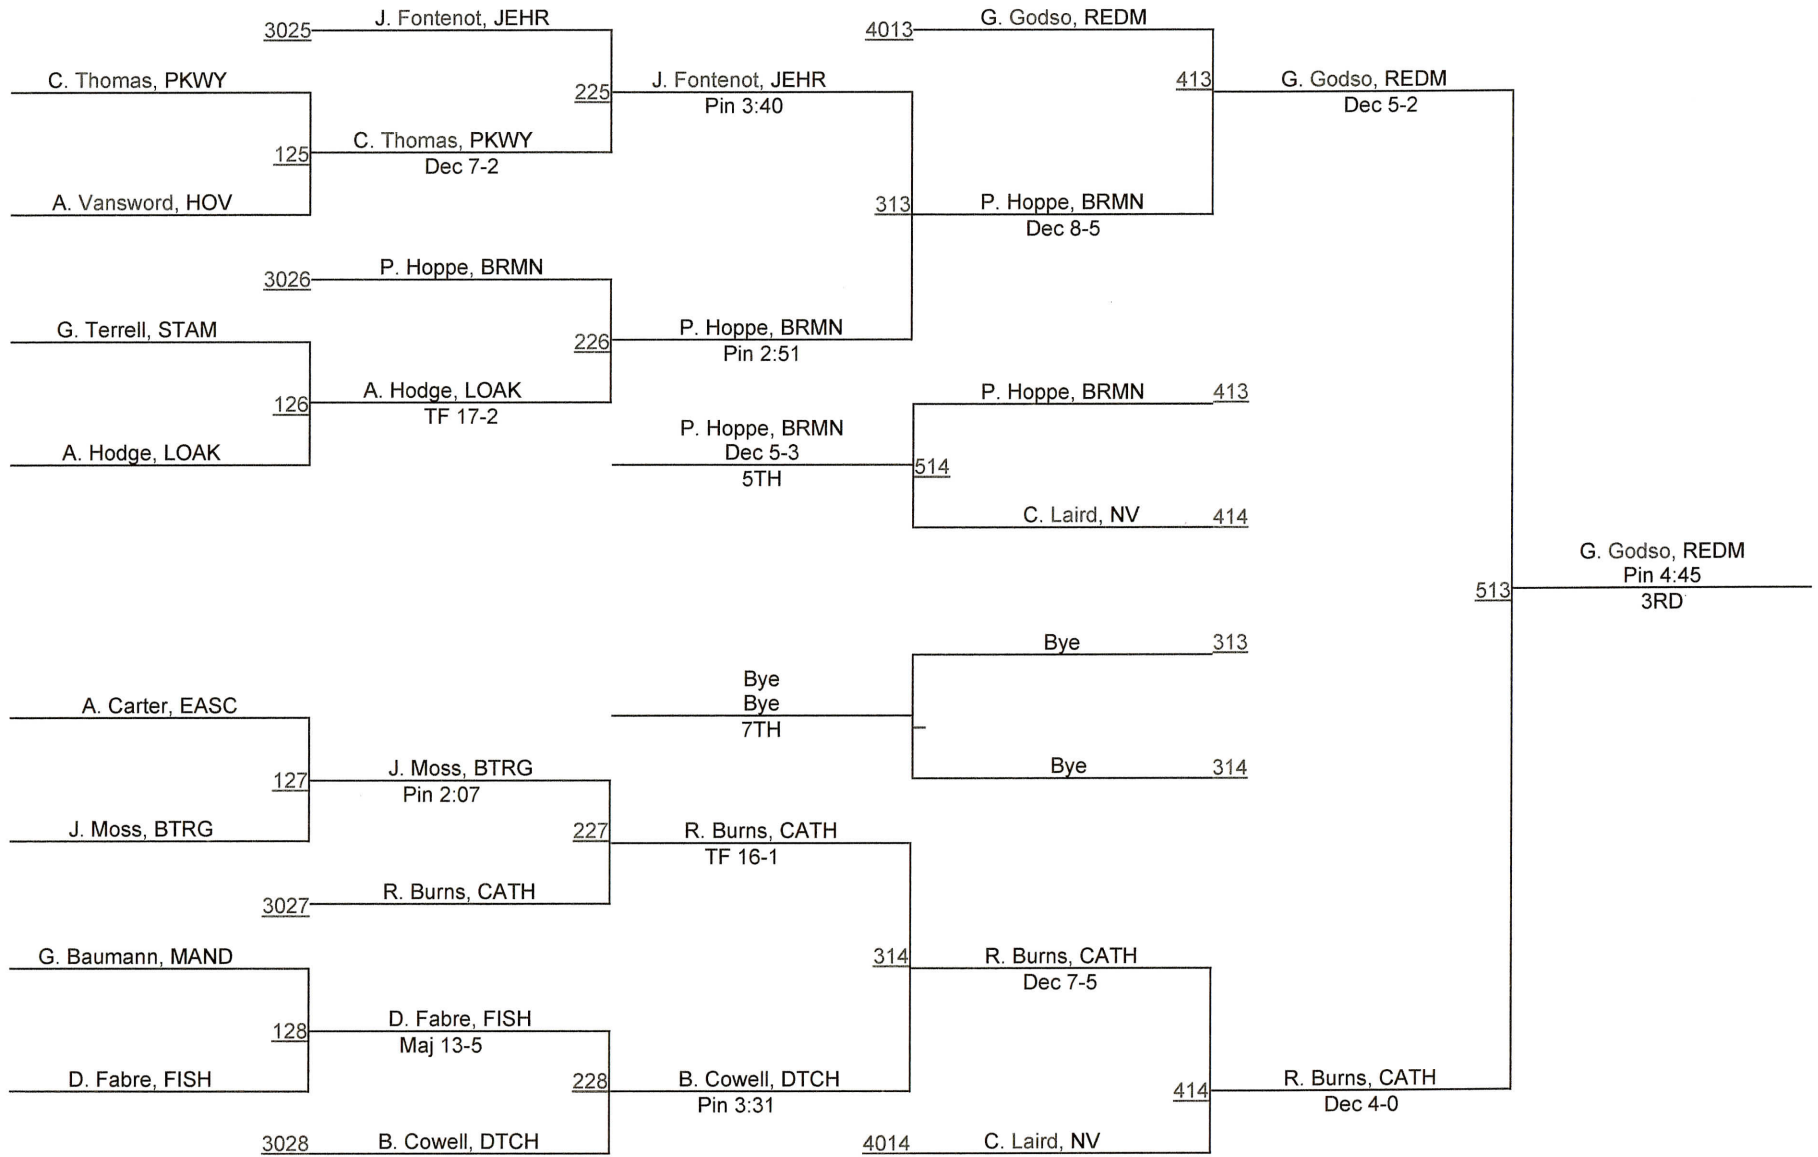 J. Fontenot, JEHR
3025
C. Thomas, PKWY
125
C. Thomas, PKWY
Dec 7-2
A. Vansword, HOV
225
J. Fontenot, JEHR
Pin 3:40
3026
P. Hoppe, BRMN
G. Terrell, STAM
126
A. Hodge, LOAK
TF 17-2
A. Hodge, LOAK
226
P. Hoppe, BRMN
Pin 2:51
313
P. Hoppe, BRMN
Dec 8-5
4013
G. Godso, REDM
413
G. Godso, REDM
Dec 5-2
P. Hoppe, BRMN
413
P. Hoppe, BRMN
Dec 5-3
5TH
514
C. Laird, NV
414
G. Godso, REDM
Pin 4:45
3RD
513
Bye
313
Bye
Bye
7TH
Bye
314
A. Carter, EASC
127
J. Moss, BTRG
Pin 2:07
J. Moss, BTRG
227
R. Burns, CATH
TF 16-1
3027
R. Burns, CATH
G. Baumann, MAND
128
D. Fabre, FISH
Maj 13-5
D. Fabre, FISH
228
B. Cowell, DTCH
Pin 3:31
3028
B. Cowell, DTCH
314
R. Burns, CATH
Dec 7-5
414
R. Burns, CATH
Dec 4-0
4014
C. Laird, NV